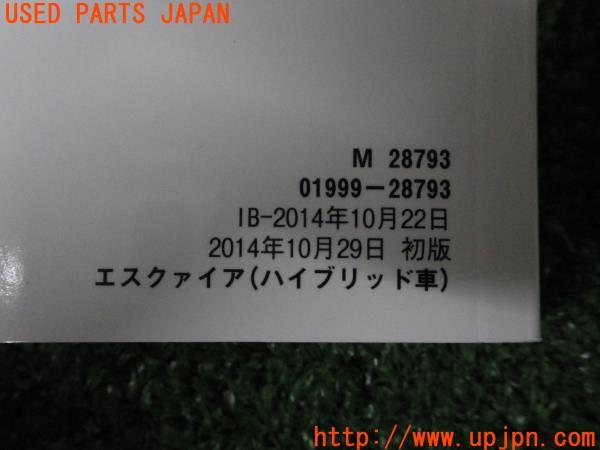 USED PARTS JAPAN
M 28793
01999-28793
IB-2014年10月22日
2014年10月29日 初版
エスクァイア(ハイブリッド車)
http://www.upjpn.com